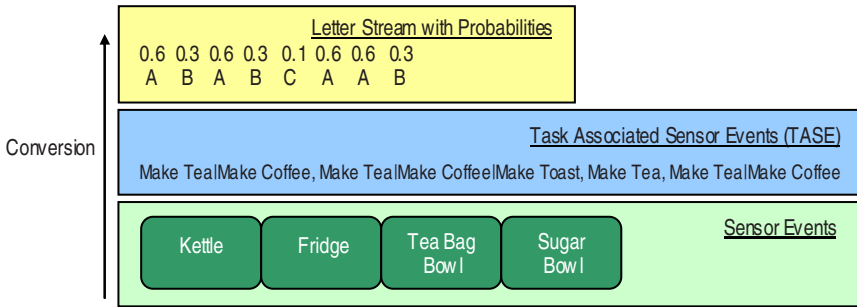 Letter Stream with Probabilities
0.6 0.3 0.6 0.3 0.1 0.6 0.6 0.3
A B A B C A A B
Conversion
Task Associated Sensor Events (TASE)
Make Tea|Make Coffee, Make Tea|Make Coffee|Make Toast, Make Tea, Make Tea|Make Coffee
Sensor Events
Kettle
Fridge
Tea Bag
Bowl
Sugar
Bowl